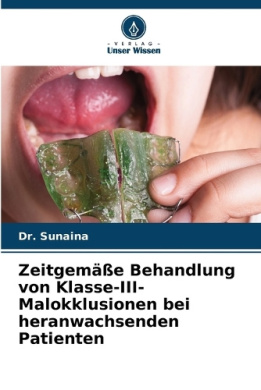 - VERLAG -
Unser Wissen
Dr. Sunaina
Zeitgemäße Behandlung
von Klasse-III-
Malokklusionen bei
heranwachsenden
Patienten